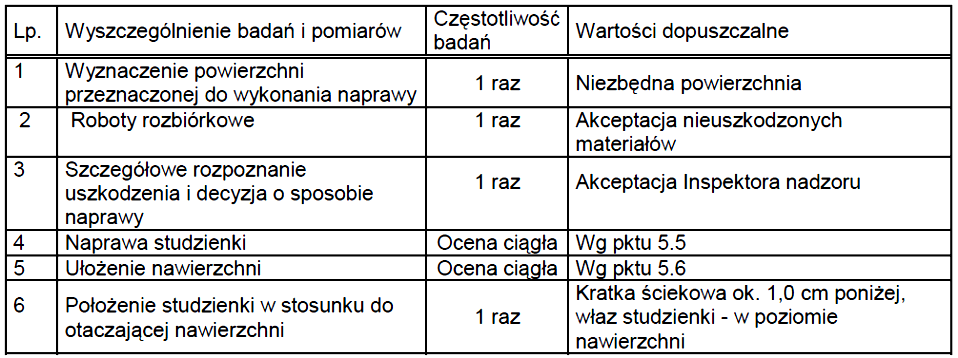 Lp. Wyszczególnienie badań i pomiarów Częstotliwość badań Wartości dopuszczalne
1 Wyznaczenie powierzchni przeznaczonej do wykonania naprawy 1 raz Niezbędna powierzchnia
2 Roboty rozbiórkowe 1 raz Akceptacja nieuszkodzonych materiałów
3 Szczegółowe rozpoznanie uszkodzenia i decyzja o sposobie naprawy 1 raz Akceptacja Inspektora nadzoru
4 Naprawa studzienki Ocena ciągła Wg pktu 5.5
5 Ułożenie nawierzchni Ocena ciągła Wg pktu 5.6
6 Położenie studzienki w stosunku do otaczającej nawierzchni 1 raz Kratka ściekowa ok. 1,0 cm poniżej, właz studzienki - w poziomie nawierzchni